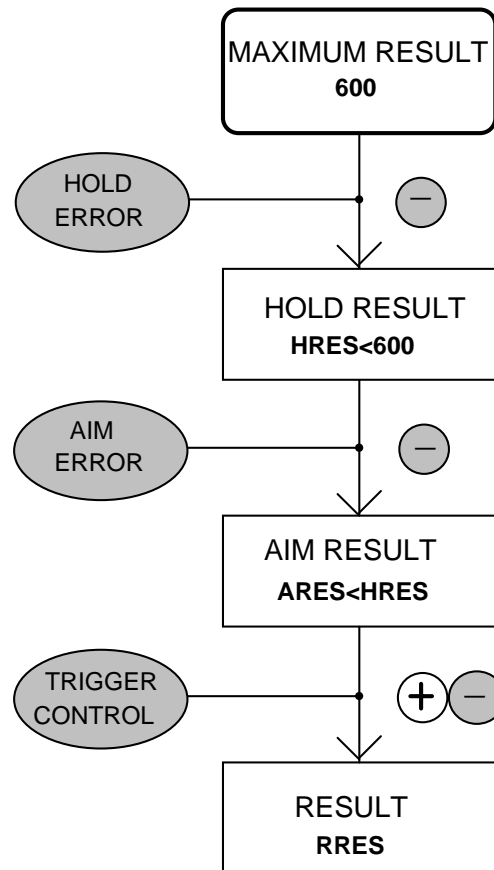 MAXIMUM RESULT
600
HOLD
ERROR
−
HOLD RESULT
HRES<600
AIM
ERROR
−
AIM RESULT
ARES<HRES
TRIGGER
CONTROL
+ −
RESULT
RRES